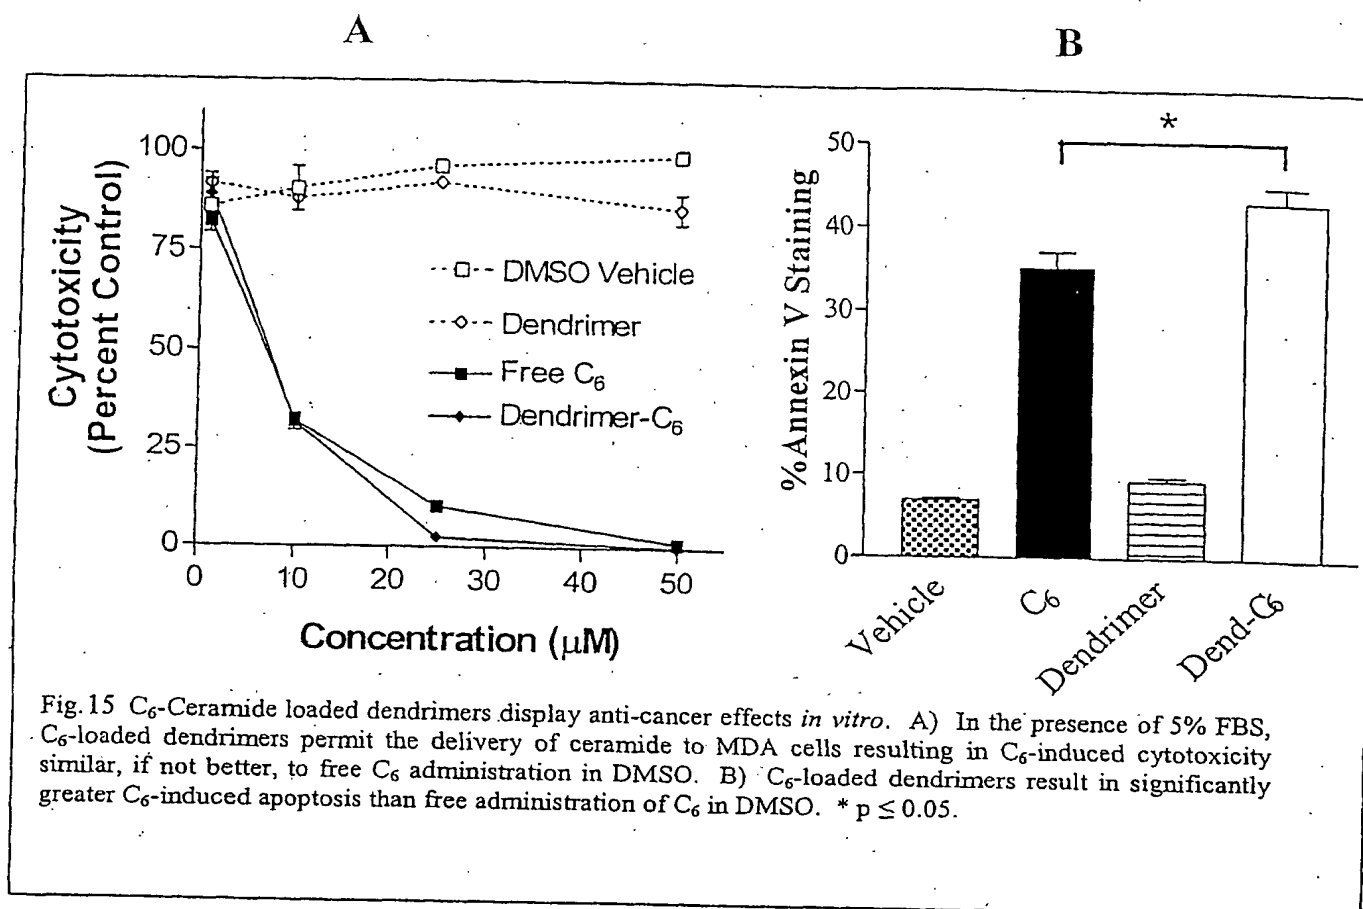 A
B
100
75
50
25
0
Cytotoxicity
(Percent Control)
DMSO Vehicle
Dendrimer
Free C₆
Dendrimer-C₆
0 10 20 30 40 50
Concentration (μM)
*
50
40
30
20
10
0
%Annexin V Staining
Vehicle
C₆
Dendrimer
Dend-C₆
Fig.15 C₆-Ceramide loaded dendrimers display anti-cancer effects in vitro. A) In the presence of 5% FBS,
C₆-loaded dendrimers permit the delivery of ceramide to MDA cells resulting in C₆-induced cytotoxicity
similar, if not better, to free C₆ administration in DMSO. B) C₆-loaded dendrimers result in significantly
greater C₆-induced apoptosis than free administration of C₆ in DMSO. * p ≤ 0.05.